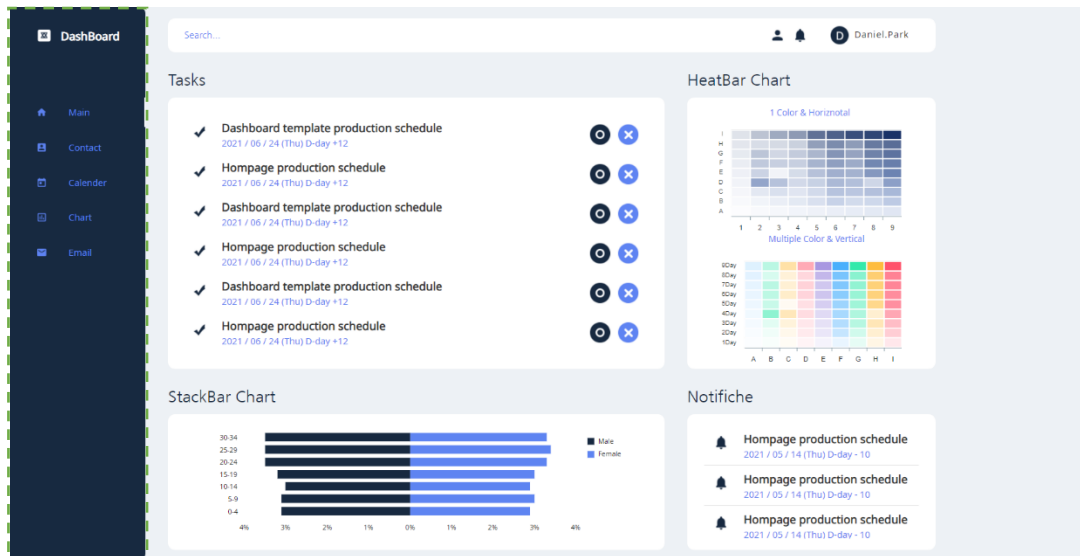 DashBoard
Main
Contact
Calender
Chart
Email
Search...
D Daniel.Park
Tasks
Dashboard template production schedule
2021 / 06 / 24 (Thu) D-day +12
Hompage production schedule
2021 / 06 / 24 (Thu) D-day +12
Dashboard template production schedule
2021 / 06 / 24 (Thu) D-day +12
Hompage production schedule
2021 / 06 / 24 (Thu) D-day +12
Dashboard template production schedule
2021 / 06 / 24 (Thu) D-day +12
Hompage production schedule
2021 / 06 / 24 (Thu) D-day +12
HeatBar Chart
1 Color & Horiznotal
I
H
G
F
E
D
C
B
A
1 2 3 4 5 6 7 8 9
Multiple Color & Vertical
9Day
8Day
7Day
6Day
5Day
4Day
3Day
2Day
1Day
A B C D E F G H I
StackBar Chart
30-34
25-29
20-24
15-19
10-14
5-9
0-4
4% 3% 2% 1% 0% 1% 2% 3% 4%
Male
Female
Notifiche
Hompage production schedule
2021 / 05 / 14 (Thu) D-day - 10
Hompage production schedule
2021 / 05 / 14 (Thu) D-day - 10
Hompage production schedule
2021 / 05 / 14 (Thu) D-day - 10